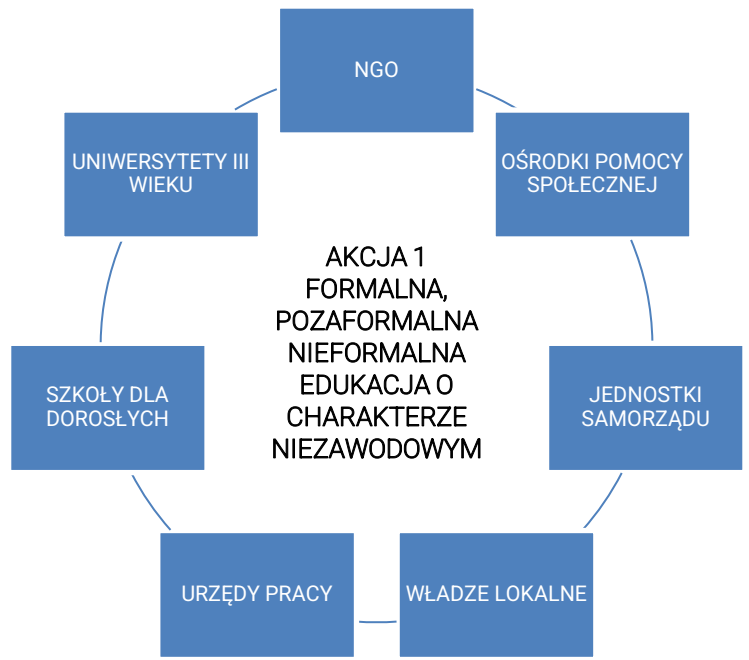 NGO
OŚRODKI POMOCY
SPOŁECZNEJ
JEDNOSTKI
SAMORZĄDU
WŁADZE LOKALNE
URZĘDY PRACY
SZKOŁY DLA
DOROSŁYCH
UNIWERSYTETY III
WIEKU
AKCJA 1
FORMALNA,
POZAFORMALNA
NIEFORMALNA
EDUKACJA O
CHARAKTERZE
NIEZAWODOWYM